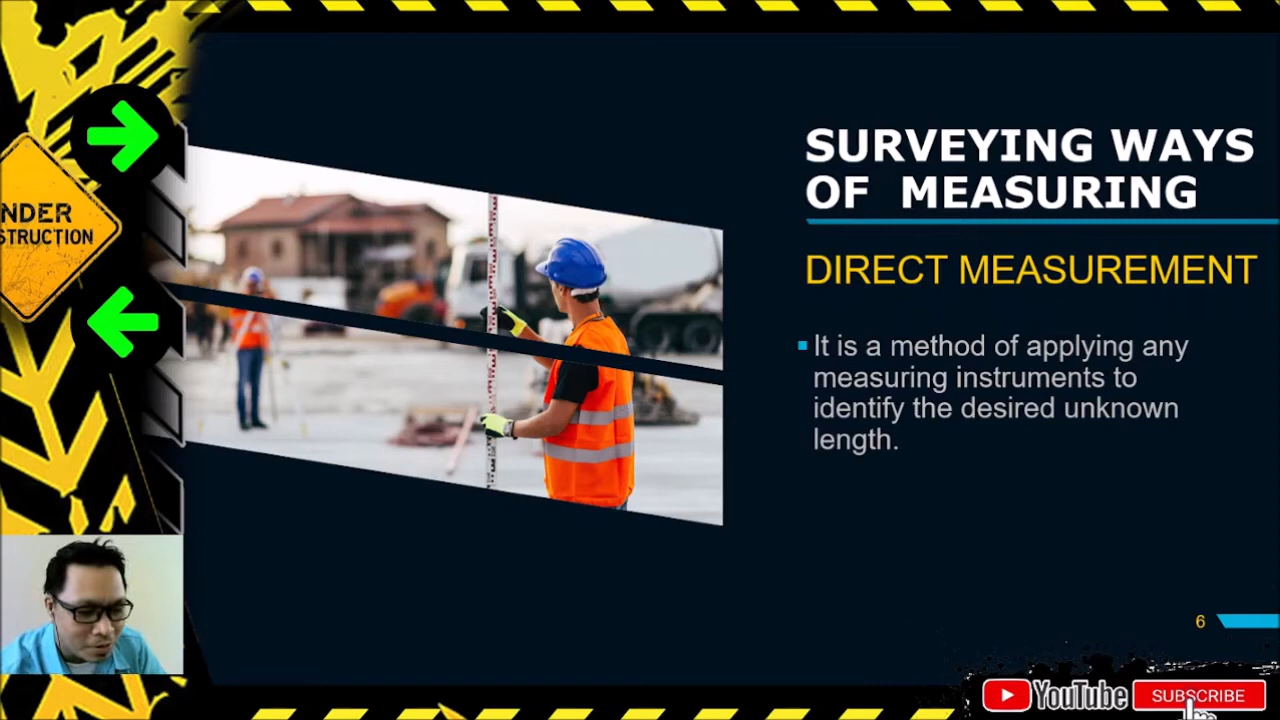 SURVEYING WAYS
OF MEASURING
DIRECT MEASUREMENT
It is a method of applying any
measuring instruments to
identify the desired unknown
length.
NDER
STRUCTION
6
YouTube
SUBSCRIBE